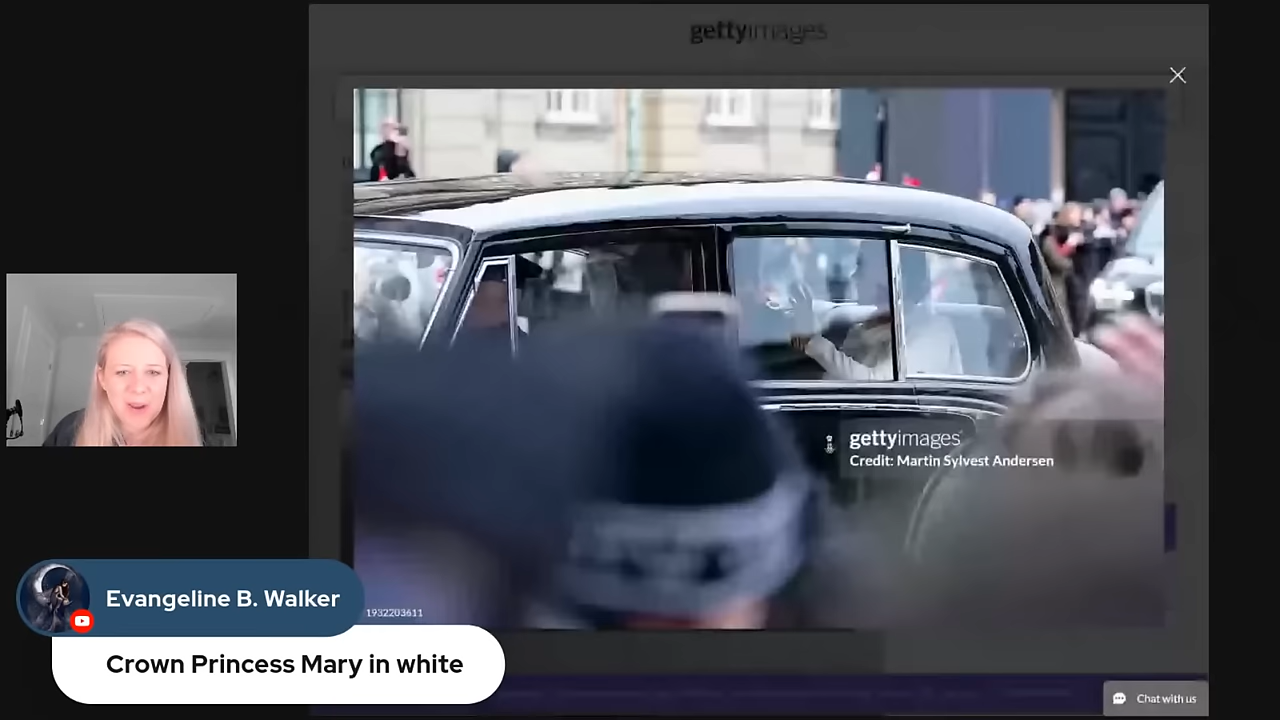 gettyimages
gettyimages
Credit: Martin Sylvest Andersen
1932203611
Evangeline B. Walker
Crown Princess Mary in white
Chat with us